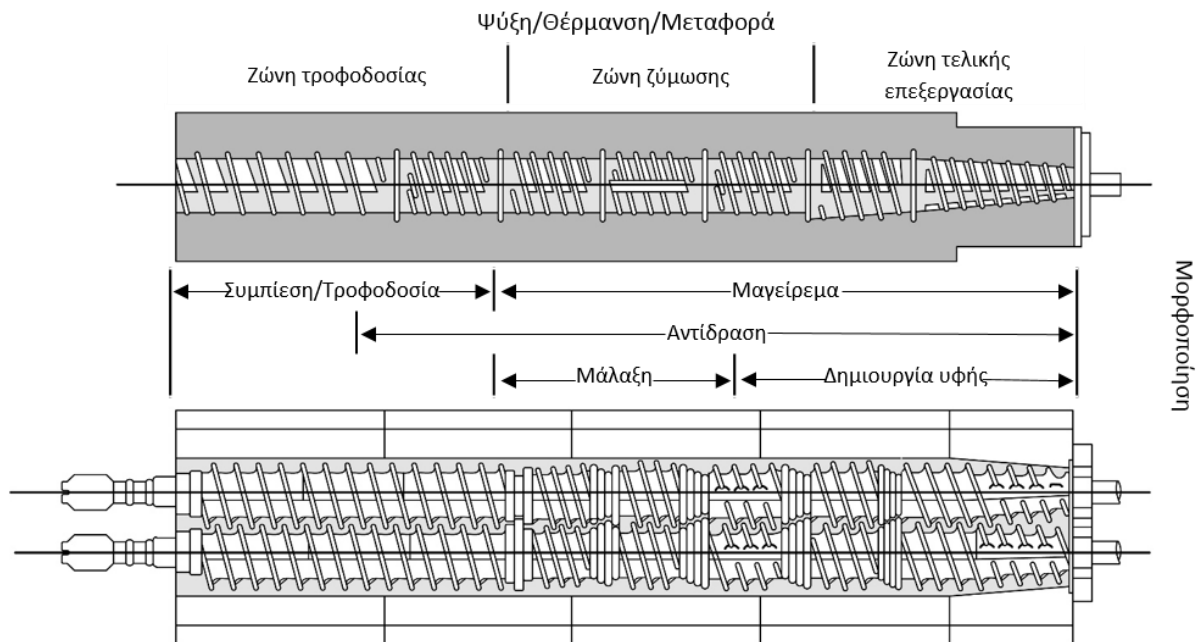 Ψύξη/Θέρμανση/Μεταφορά
Ζώνη τροφοδοσίας
Ζώνη ζύμωσης
Ζώνη τελικής
επεξεργασίας
Συμπίεση/Τροφοδοσία
Μαγείρεμα
Αντίδραση
Μάλαξη
Δημιουργία υφής
Μορφοποίηση